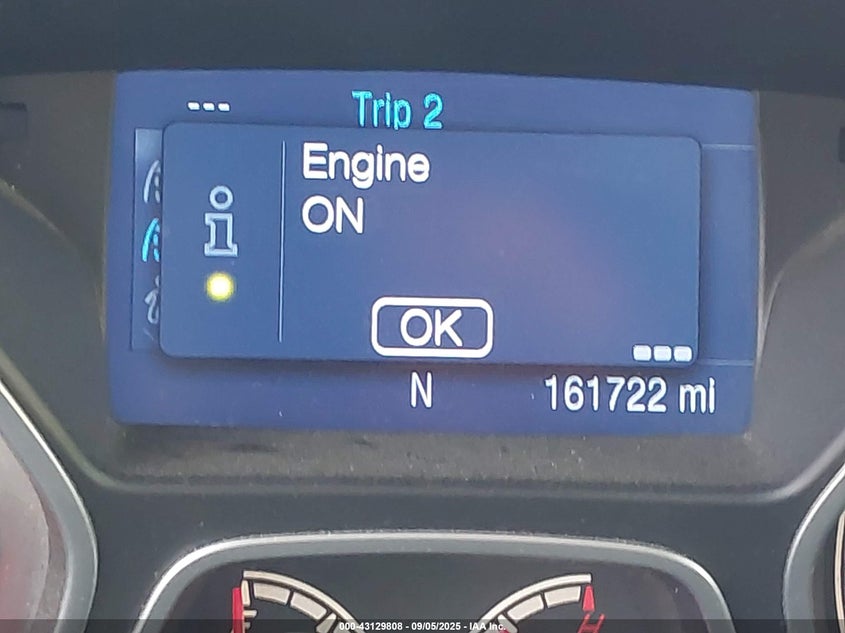 --- Trip 2
Engine
ON
OK
N 161722 mi
H
000-43129808 - 09/05/2025 - IAA Inc.